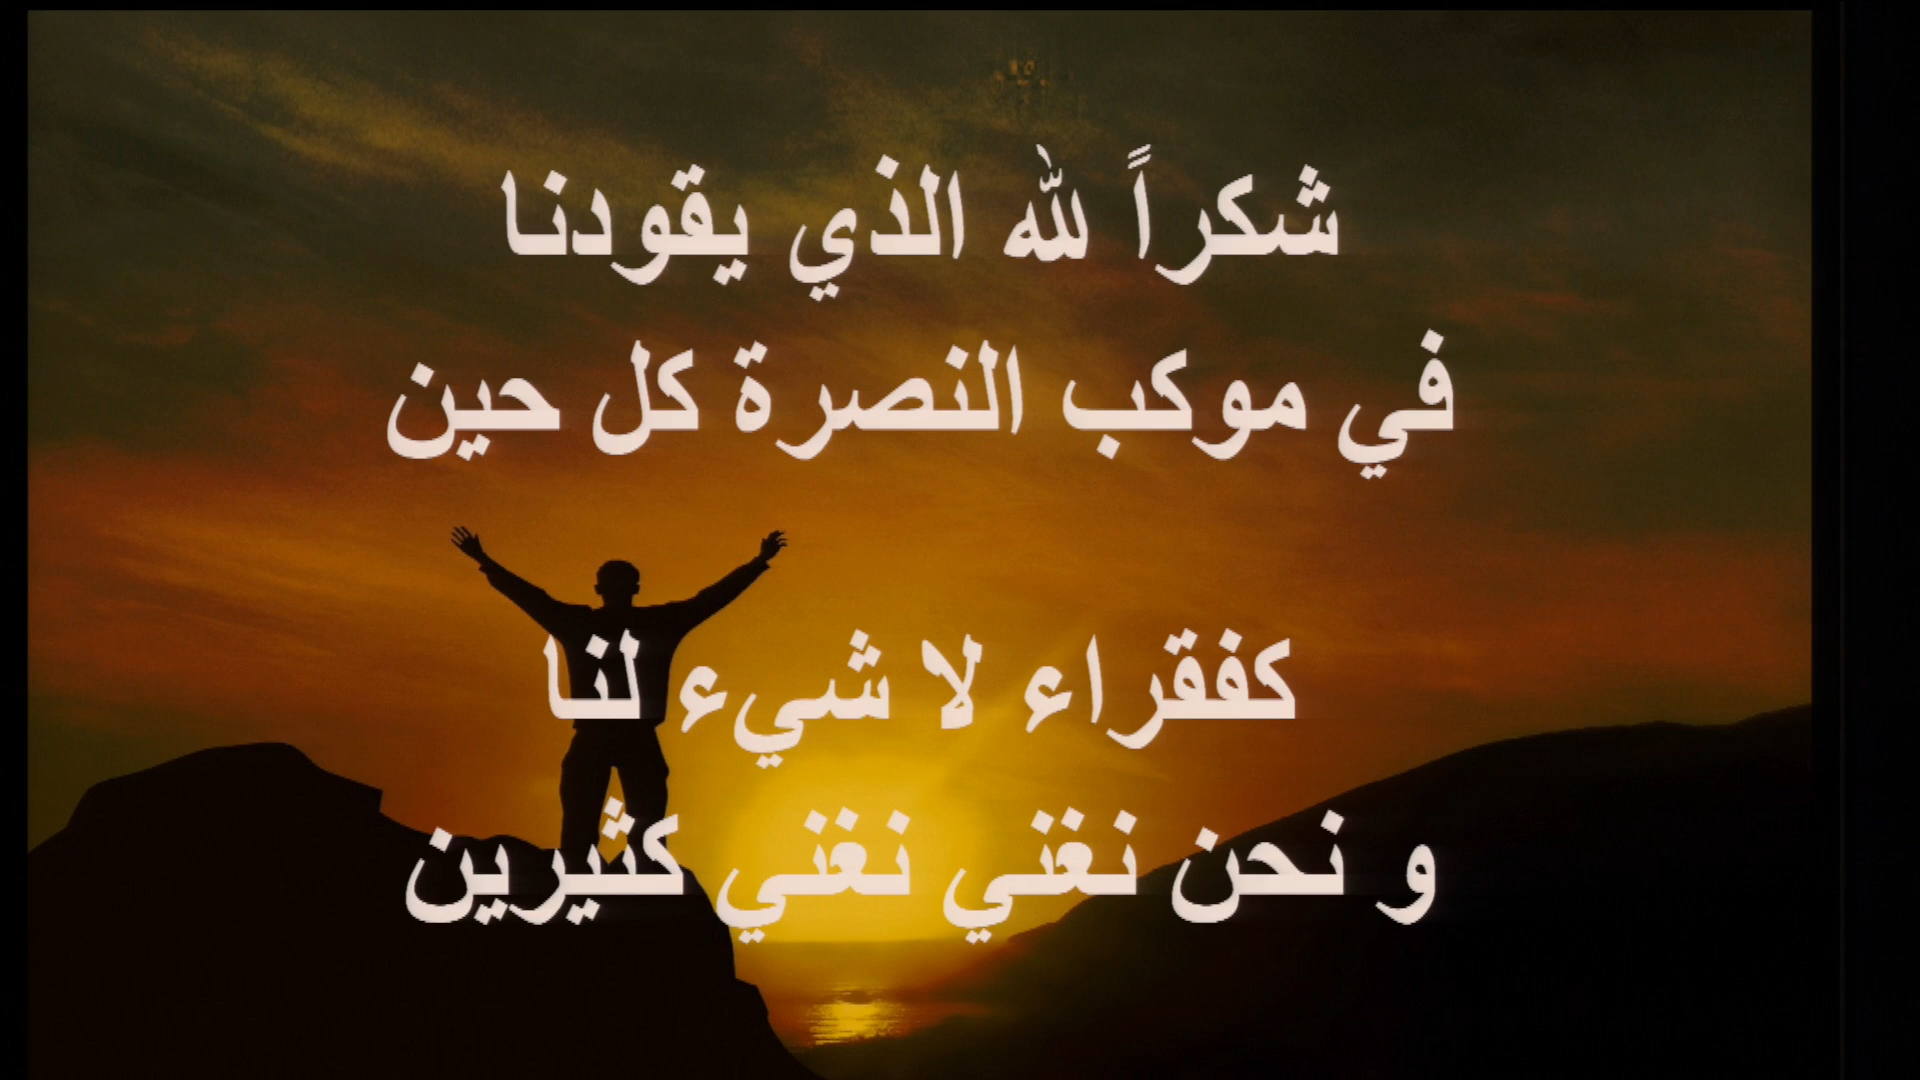 شكراً لله الذي يقودنا
في موكب النصرة كل حين
كفقراء لا شيء لنا
و نحن نغني نغني كثيرين